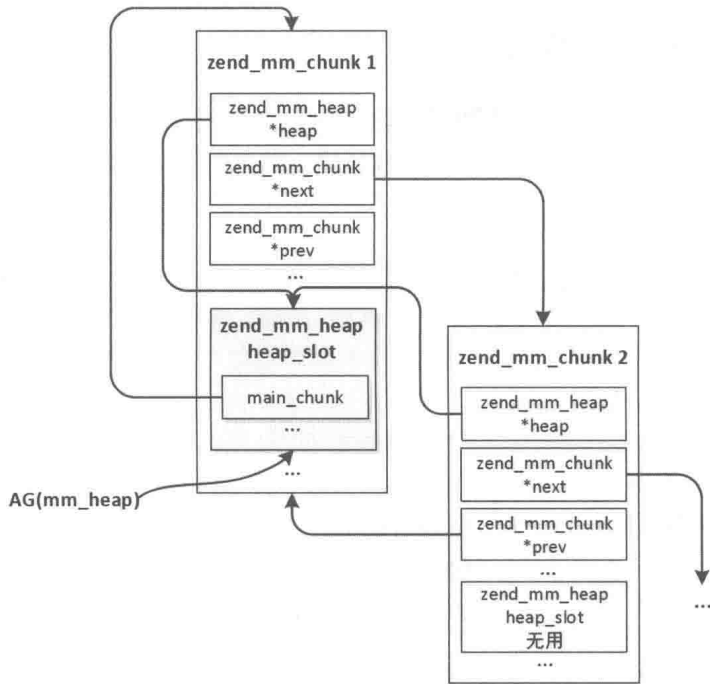 zend_mm_chunk 1
zend_mm_heap
*heap
zend_mm_chunk
*next
zend_mm_chunk
*prev
...
zend_mm_heap
heap_slot
main_chunk
...
...
AG(mm_heap)
zend_mm_chunk 2
zend_mm_heap
*heap
zend_mm_chunk
*next
zend_mm_chunk
*prev
...
zend_mm_heap
heap_slot
无用
...
...